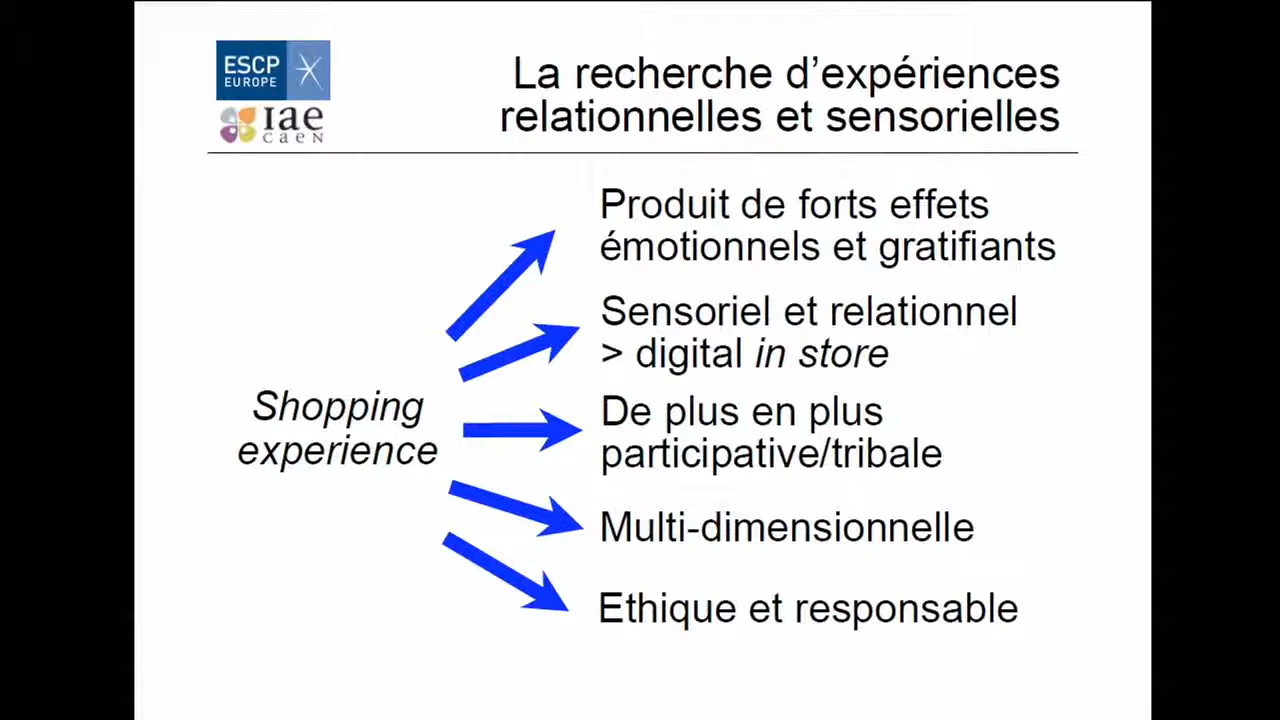 ESCP
EUROPE
Iae
CaeN
La recherche d’expériences
relationnelles et sensorielles
Produit de forts effets
émotionnels et gratifiants
Sensoriel et relationnel
> digital in store
Shopping
experience
De plus en plus
participative/tribale
Multi-dimensionnelle
Ethique et responsable